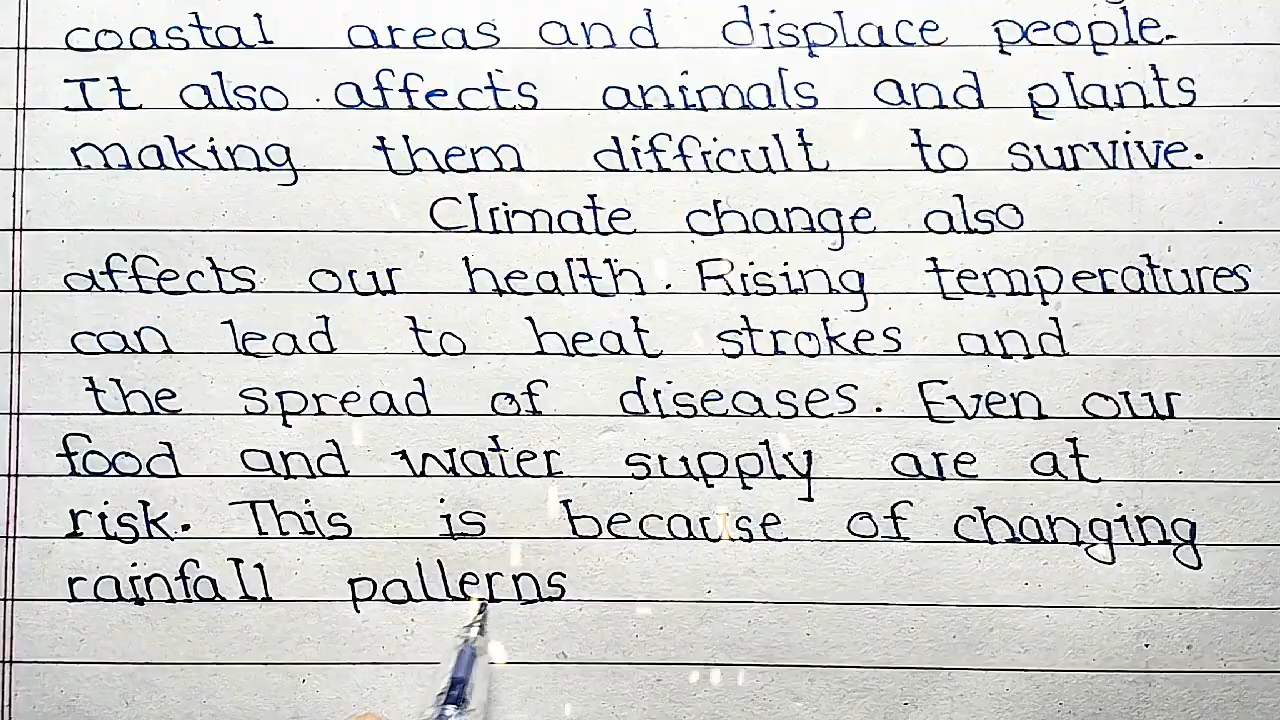 coastal areas and displace people.
It also affects animals and plants
making them difficult to survive.
Climate change also
affects our health. Rising temperatures
can lead to heat strokes and
the spread of diseases. Even our
food and water supply are at
risk. This is because of changing
rainfall pallerns